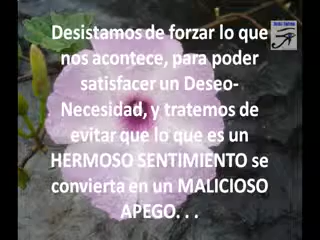 Desistamos de forzar lo que
nos acontece, para poder
satisfacer un Deseo-
Necesidad, y tratemos de
evitar que lo que es un
HERMOSO SENTIMIENTO se
convierta en un MALICIOSO
APEGO. . .